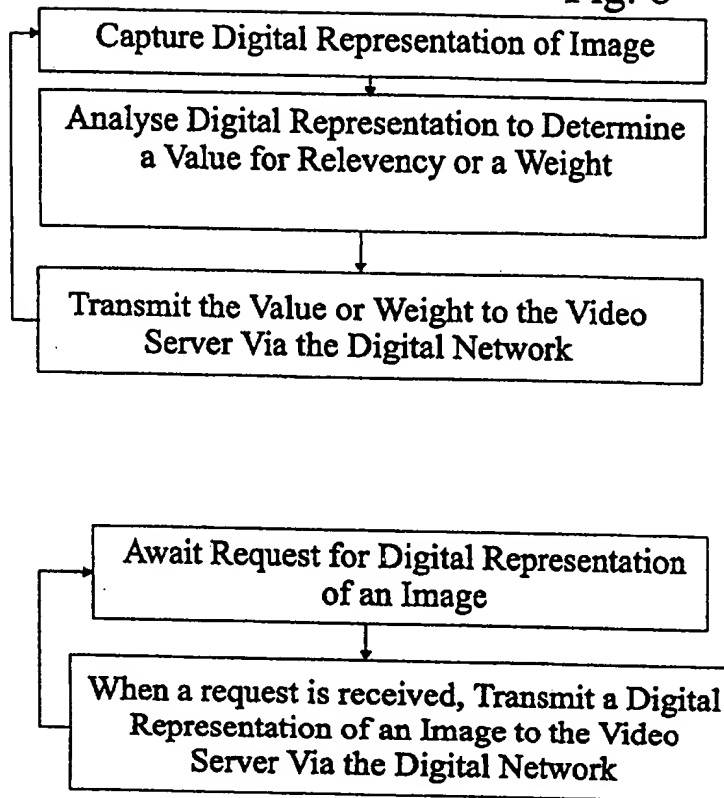 Capture Digital Representation of Image
Analyse Digital Representation to Determine
a Value for Relevency or a Weight
Transmit the Value or Weight to the Video
Server Via the Digital Network
Await Request for Digital Representation
of an Image
When a request is received, Transmit a Digital
Representation of an Image to the Video
Server Via the Digital Network